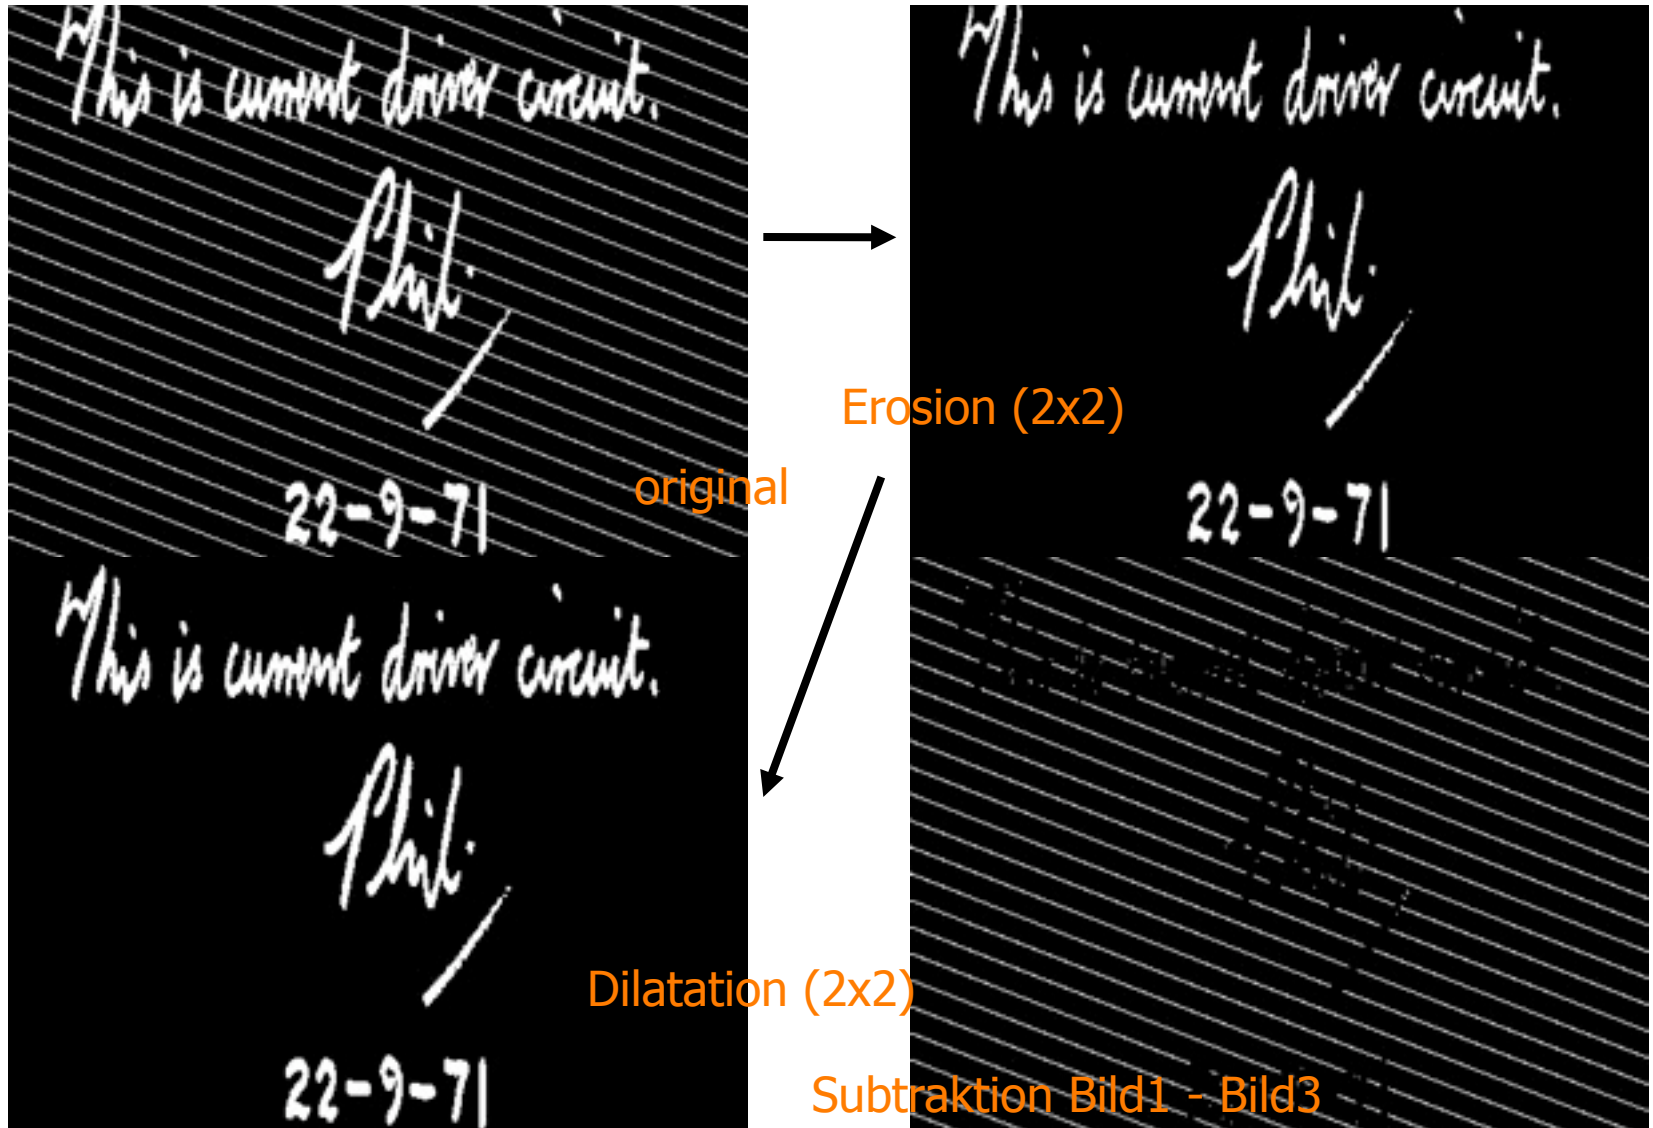 This is current driver circuit.
Phil.
22-9-71
This is current driver circuit.
Phil.
22-9-71
Erosion (2x2)
original
This is current driver circuit.
Phil.
22-9-71
Dilatation (2x2)
Subtraktion Bild1 - Bild3